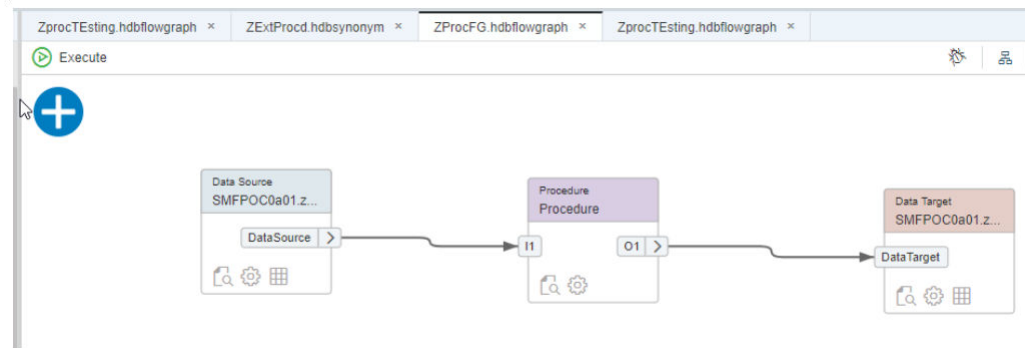 ZprocTEsting.hdbflowgraph × ZExtProcd.hdbsynonym × ZProcFG.hdbflowgraph × ZprocTEsting.hdbflowgraph ×
Execute
Data Source
SMFPOC0a01.z...
DataSource
Procedure
Procedure
I1
O1
Data Target
SMFPOC0a01.z...
DataTarget